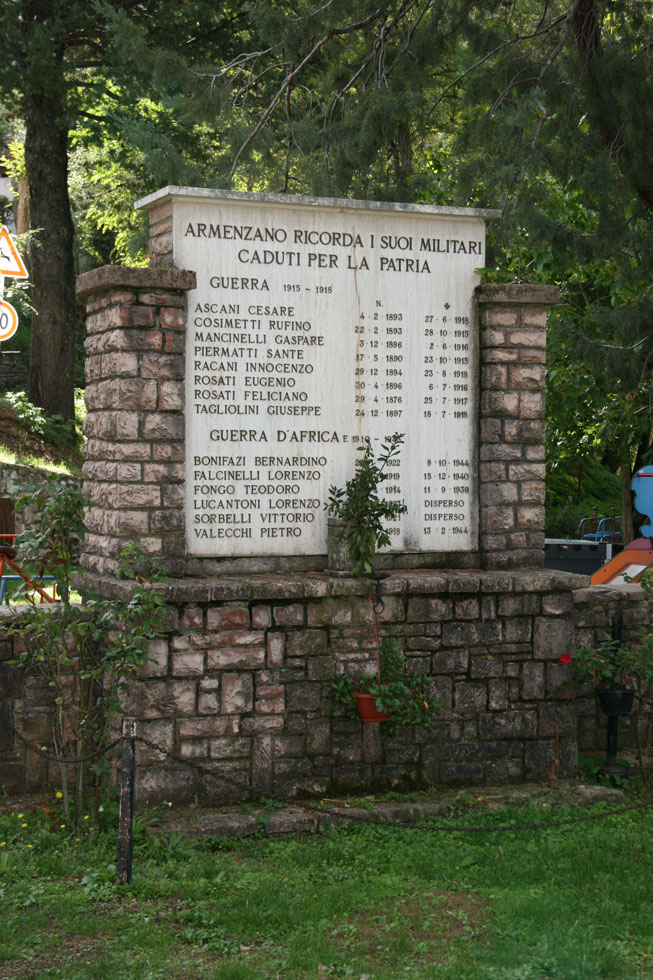 ARMENZANO RICORDA I SUOI MILITARI
CADUTI PER LA PATRIA
GUERRA 1915-1918 N.
ASCANI CESARE 4-2-1893 27-6-1918
COSIMETTI RUFINO 22-2-1893 28-10-1915
MANCINELLI GASPARE 3-12-1896 2-6-1916
PIERMATTI SANTE 17-5-1890 23-10-1915
RACANI INNOCENZO 29-12-1894 23-8-1918
ROSATI EUGENIO 30-4-1896 6-7-1916
ROSATI FELICIANO 29-4-1876 25-7-1917
TAGLIOLINI GIUSEPPE 24-12-1897 18-7-1918
GUERRA D'AFRICA E
BONIFAZI BERNARDINO 1922 8-10-1944
FALCINELLI LORENZO 1919 15-12-1940
FONGO TEODORO 1914 11-9-1939
LUCANTONI LORENZO DISPERSO
SORBELLI VITTORIO DISPERSO
VALECCHI PIETRO 1918 13-2-1944